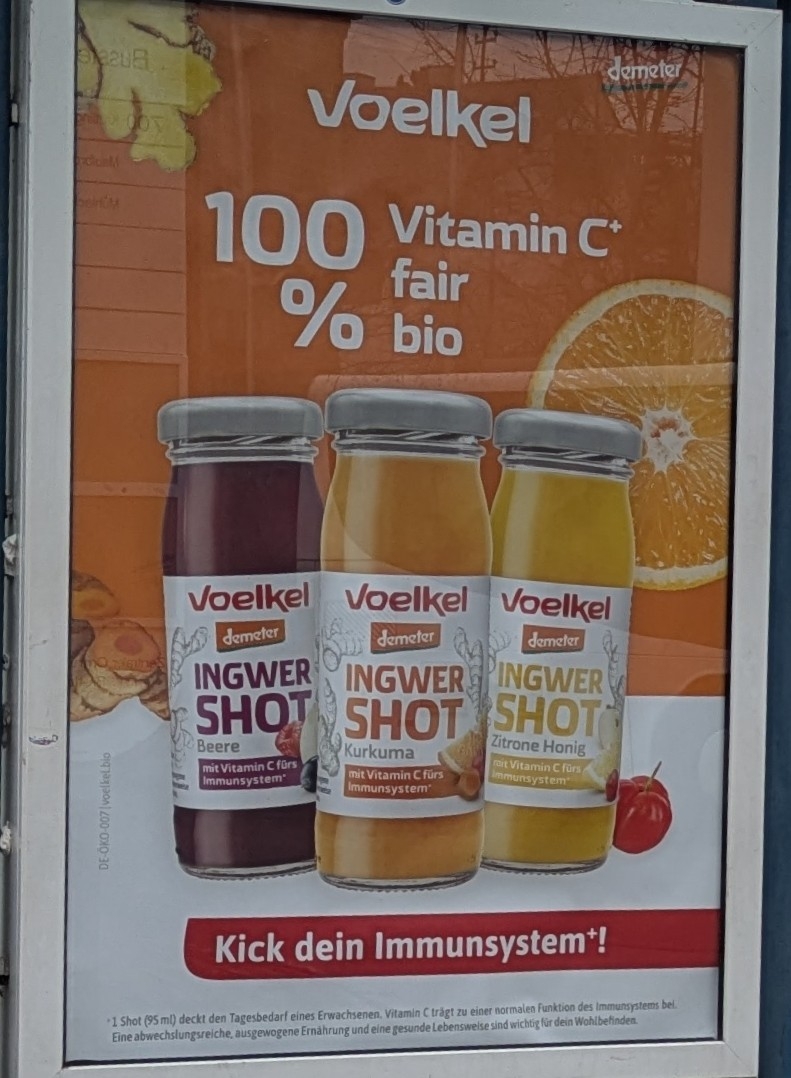 demeter
Voelkel
100 Vitamin C⁺
% fair
bio
Voelkel
demeter
INGWER
SHOT
Beere
mit Vitamin C fürs
Immunsystem⁺
Voelkel
demeter
INGWER
SHOT
Kurkuma
mit Vitamin C fürs
Immunsystem⁺
Voelkel
demeter
INGWER
SHOT
Zitrone Honig
mit Vitamin C fürs
Immunsystem⁺
DE-ÖKO-007 | voelkel.bio
Kick dein Immunsystem⁺!
⁺1 Shot (95 ml) deckt den Tagesbedarf eines Erwachsenen. Vitamin C trägt zu einer normalen Funktion des Immunsystems bei.
Eine abwechslungsreiche, ausgewogene Ernährung und eine gesunde Lebensweise sind wichtig für dein Wohlbefinden.